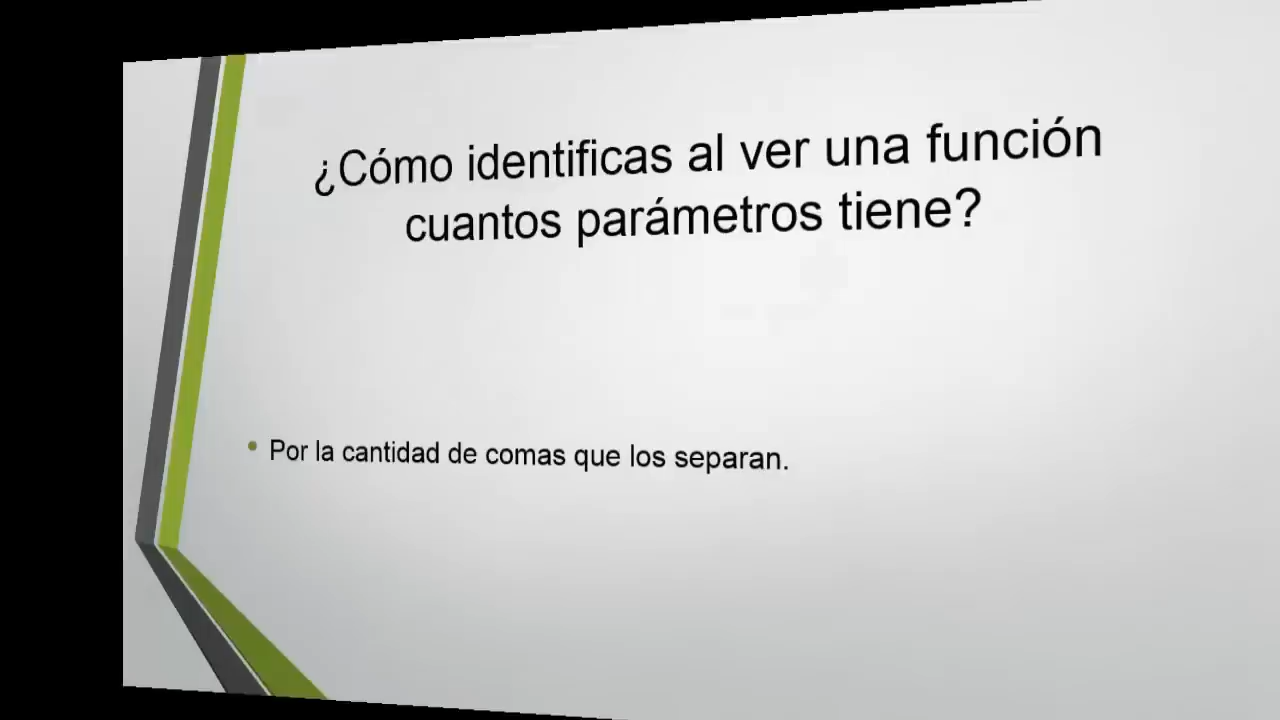 ¿Cómo identificas al ver una función
cuantos parámetros tiene?
• Por la cantidad de comas que los separan.